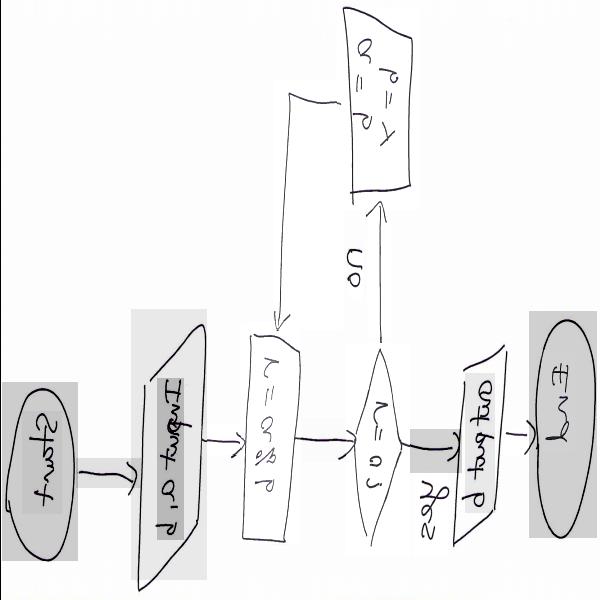 Start
Input a,b
r = a % b
r = 0?
no
a = b
b = r
Yes
output b
End